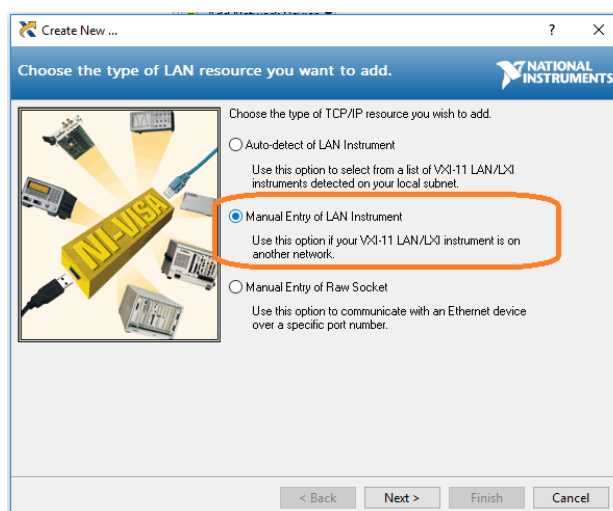 Create New ...
?
Choose the type of LAN resource you want to add.
NATIONAL
INSTRUMENTS
Choose the type of TCP/IP resource you wish to add.
Auto-detect of LAN Instrument
Use this option to select from a list of VXI-11 LAN/LXI
instruments detected on your local subnet.
Manual Entry of LAN Instrument
Use this option if your VXI-11 LAN/LXI instrument is on
another network.
Manual Entry of Raw Socket
Use this option to communicate with an Ethernet device
over a specific port number.
NI-VISA
< Back
Next >
Finish
Cancel